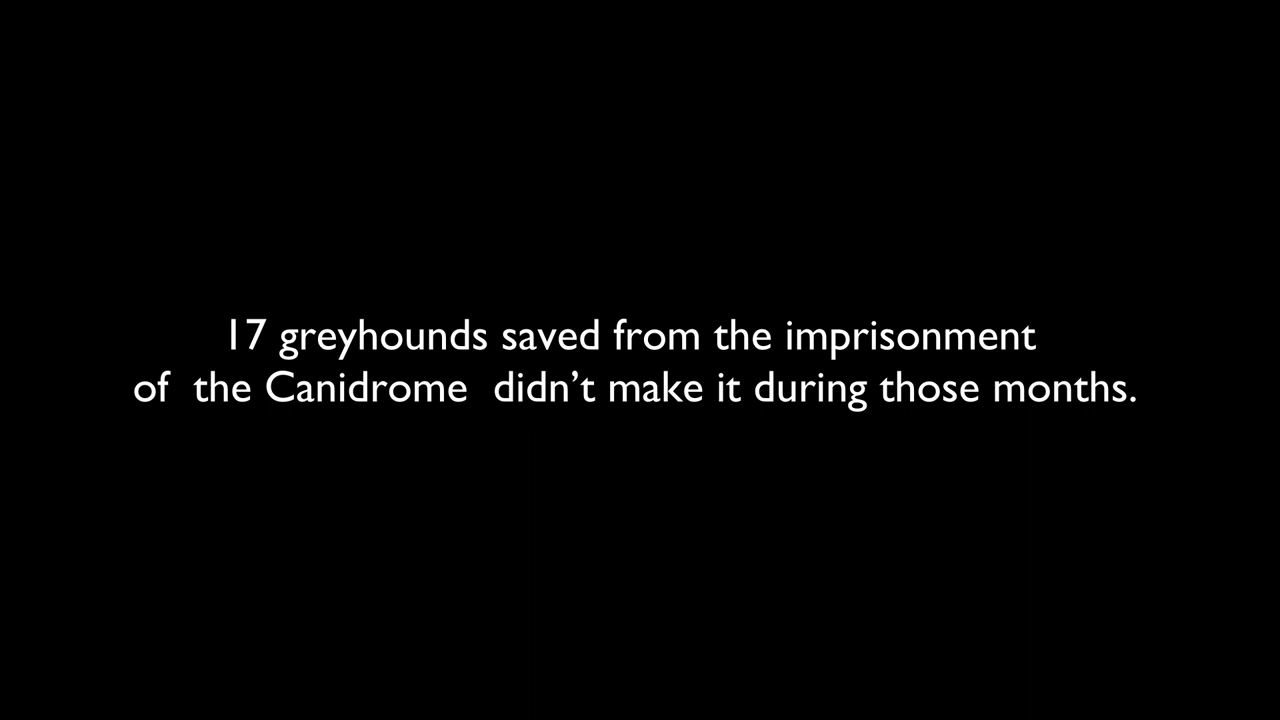 17 greyhounds saved from the imprisonment
of  the Canidrome  didn’t make it during those months.